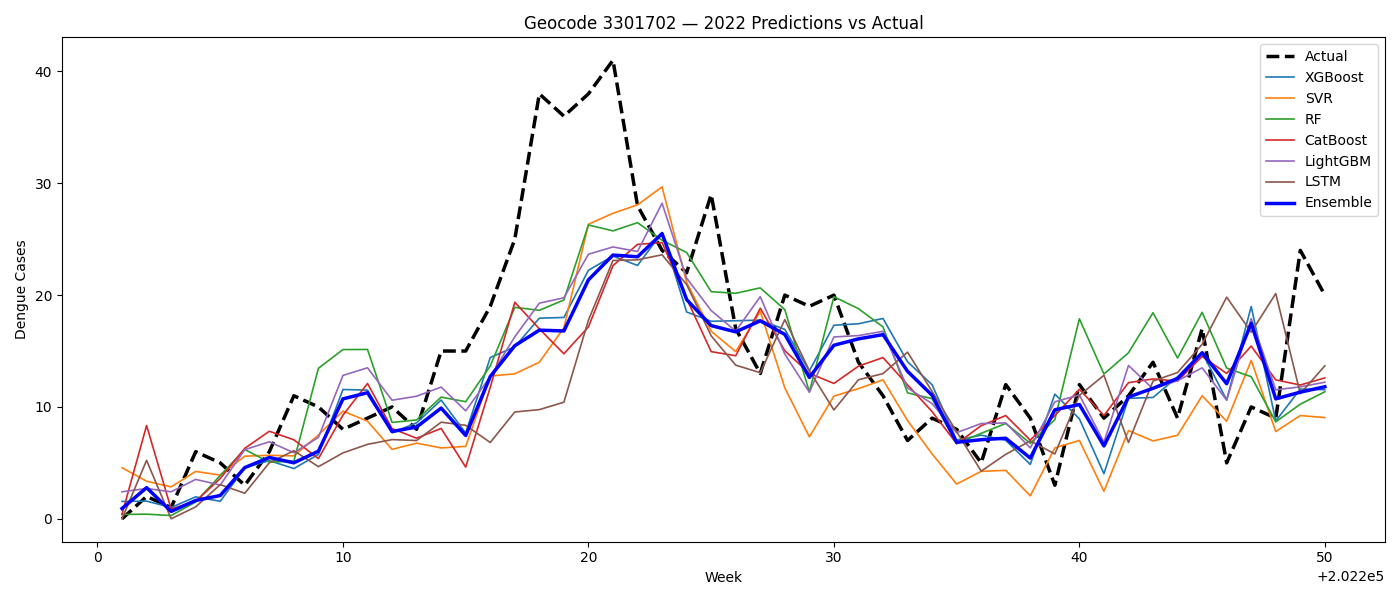 Geocode 3301702 — 2022 Predictions vs Actual
Dengue Cases
40
30
20
10
0
Actual
XGBoost
SVR
RF
CatBoost
LightGBM
LSTM
Ensemble
0 10 20 30 40 50
+2.022e5
Week